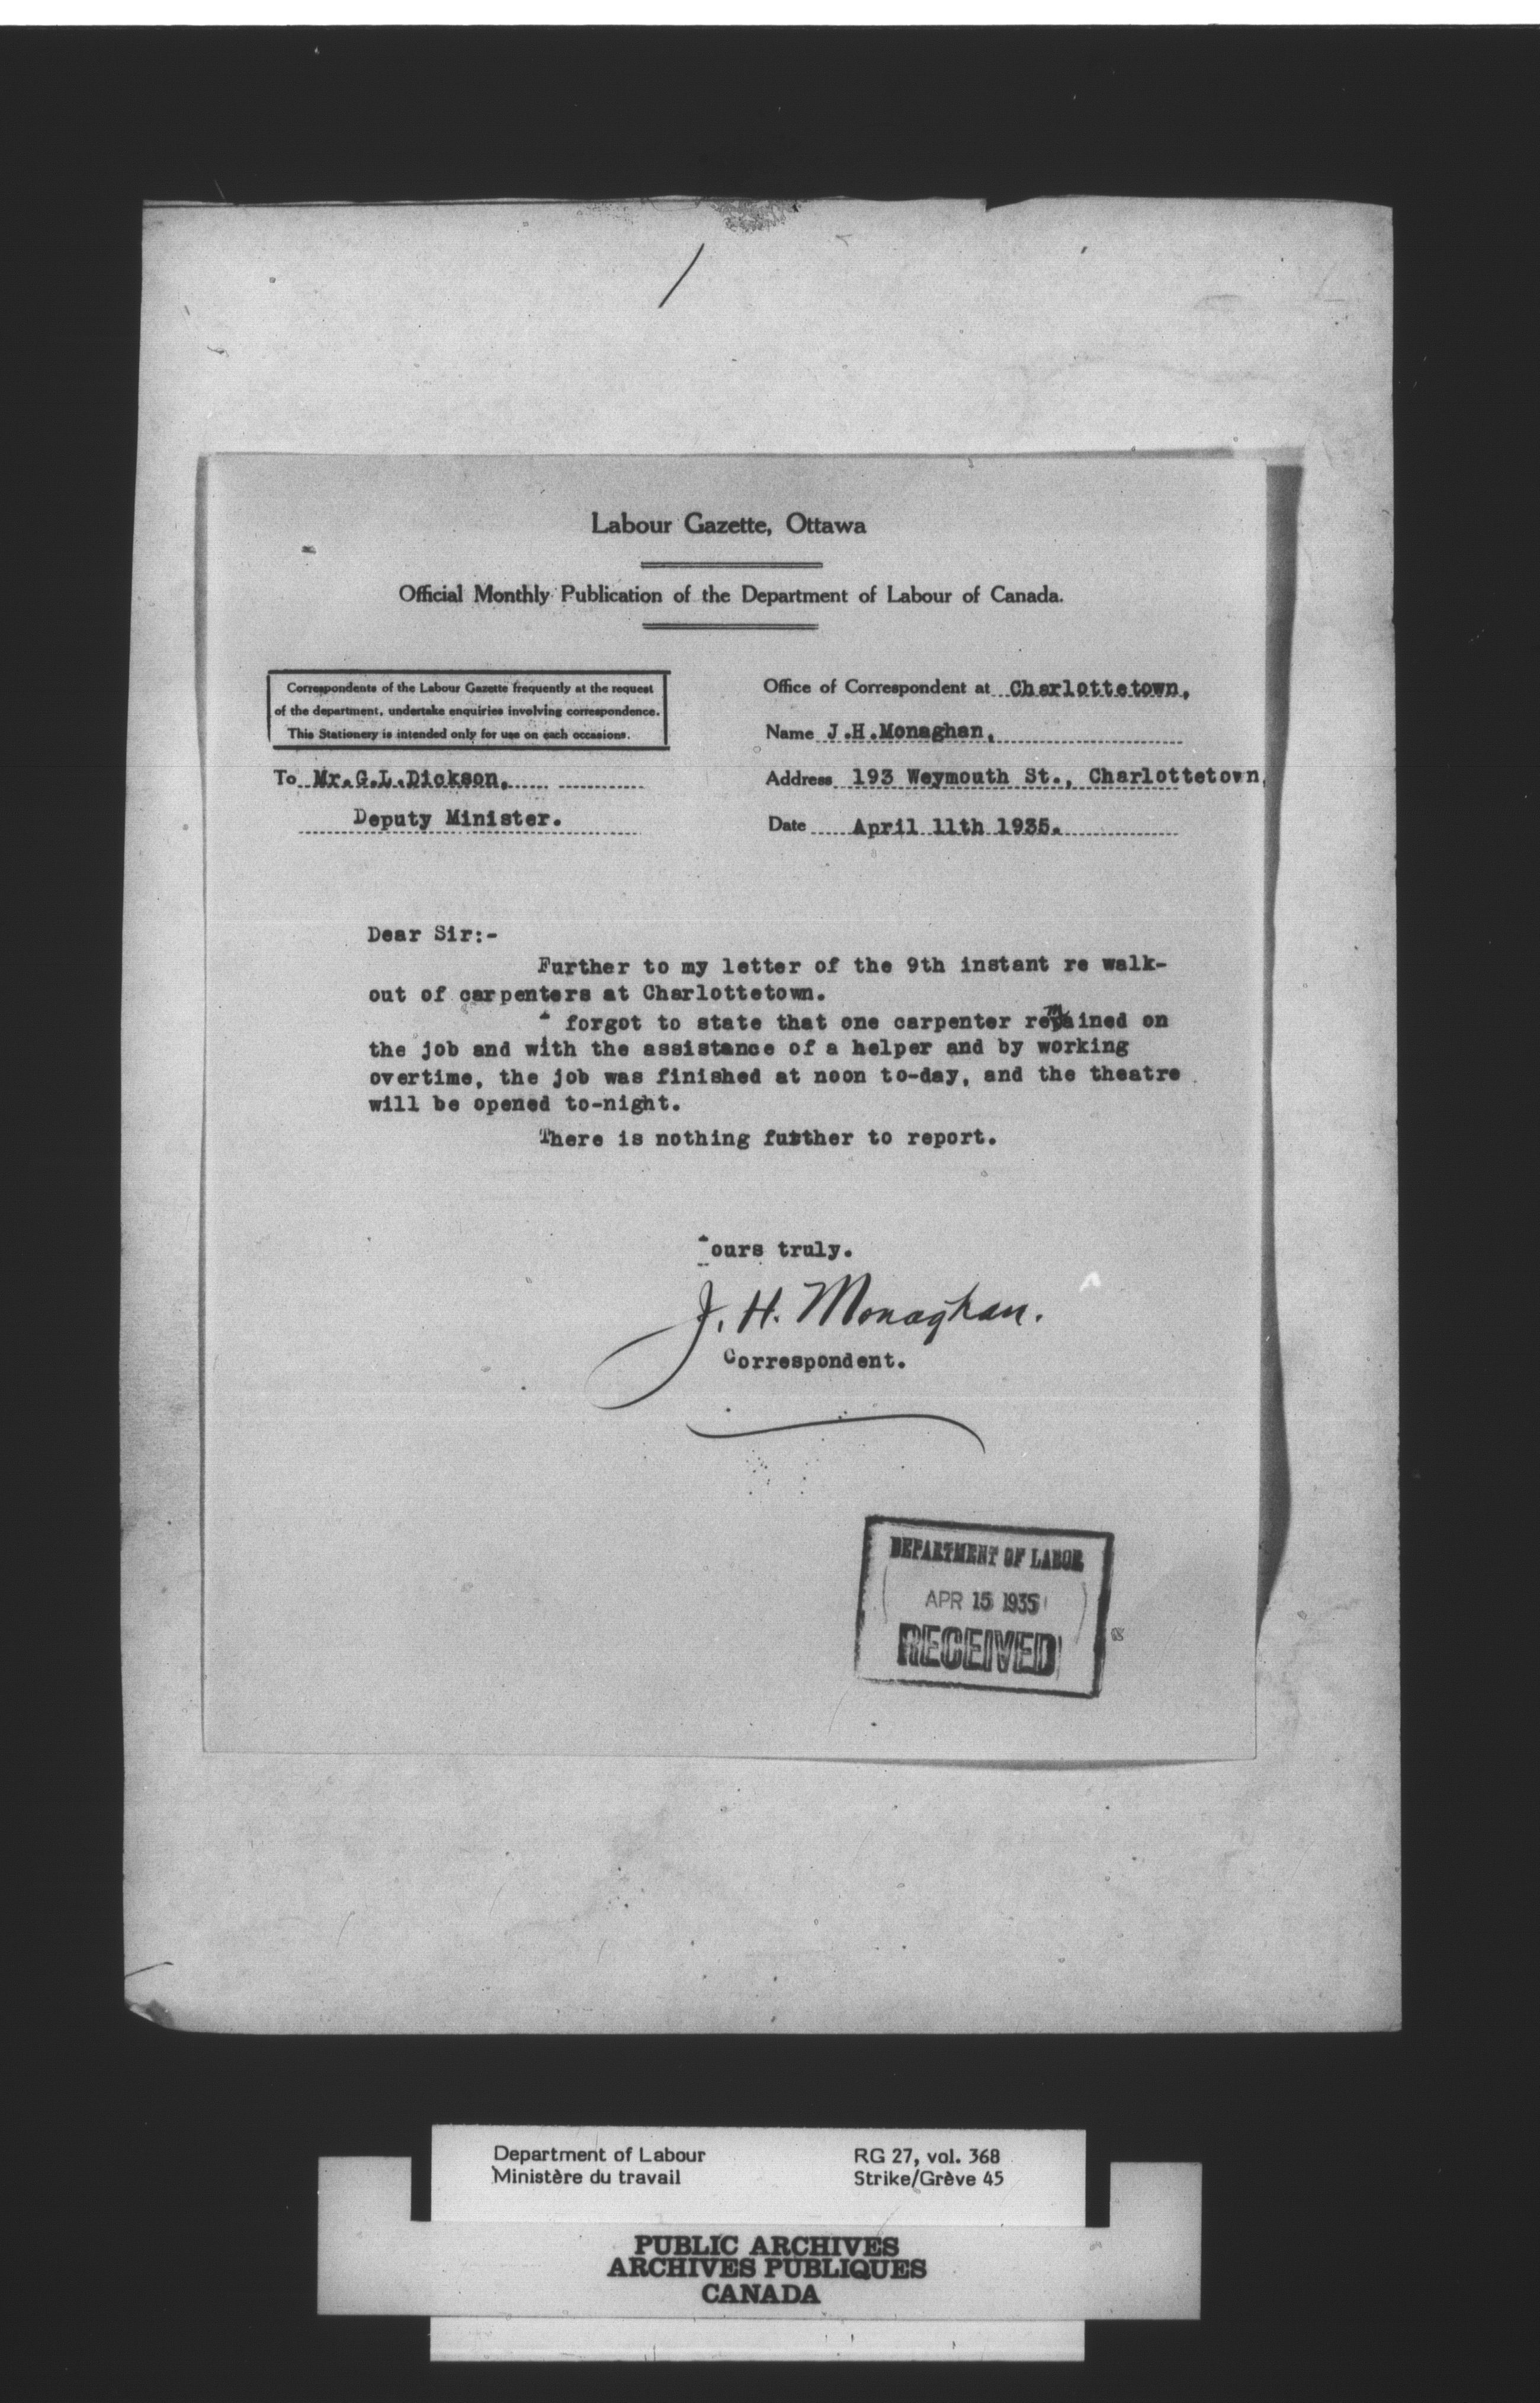 Labour Gazette, Ottawa
Official Monthly Publication of the Department of Labour of Canada.
Correspondents of the Labour Gazette frequently at the request
of the department, undertake enquiries involving correspondence.
This Stationery is intended only for use on each occasions.
Office of Correspondent at Charlottetown,
Name J.H.Monaghan,
To Mr.G.L.Dickson,
Address 193 Weymouth St., Charlottetown,
Deputy Minister.
Date April 11th 1935.
Dear Sir:-
Further to my letter of the 9th instant re walk-
out of carpenters at Charlottetown.
I forgot to state that one carpenter remained on
the job and with the assistance of a helper and by working
overtime, the job was finished at noon to-day, and the theatre
will be opened to-night.
There is nothing further to report.
Yours truly.
J. H. Monaghan.
Correspondent.
DEPARTMENT OF LABOR
APR 15 1935
RECEIVED
Department of Labour RG 27, vol. 368
Ministère du travail Strike/Grève 45
PUBLIC ARCHIVES
ARCHIVES PUBLIQUES
CANADA